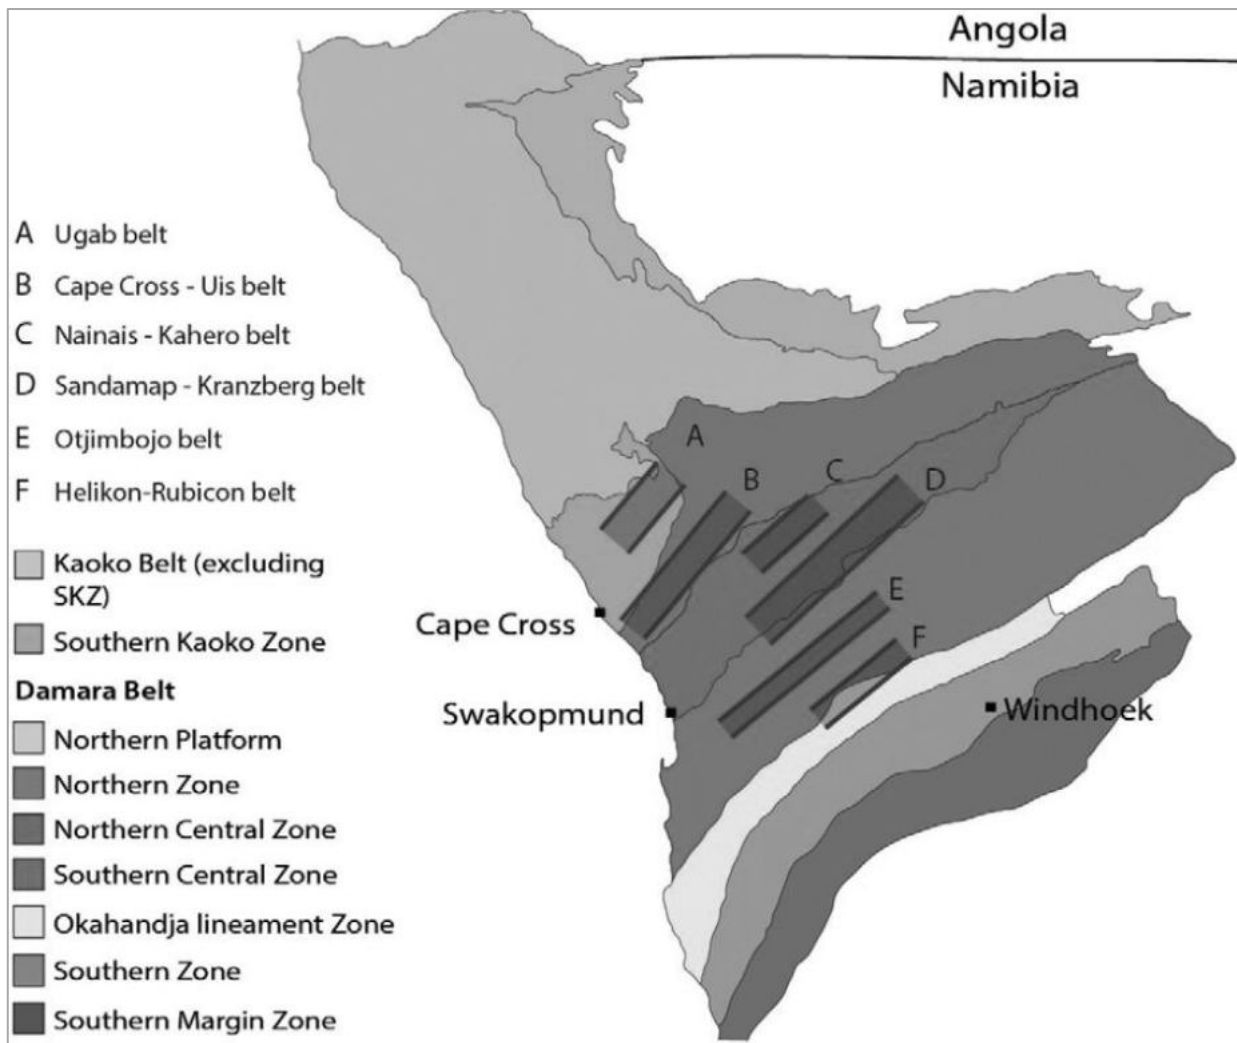 Angola
Namibia
A Ugab belt
B Cape Cross - Uis belt
C Nainais - Kahero belt
D Sandamap - Kranzberg belt
E Otjimbojo belt
F Helikon-Rubicon belt
Kaoko Belt (excluding
SKZ)
Southern Kaoko Zone
Damara Belt
Northern Platform
Northern Zone
Northern Central Zone
Southern Central Zone
Okahandja lineament Zone
Southern Zone
Southern Margin Zone
A
B
C
D
E
F
Cape Cross
Swakopmund
Windhoek